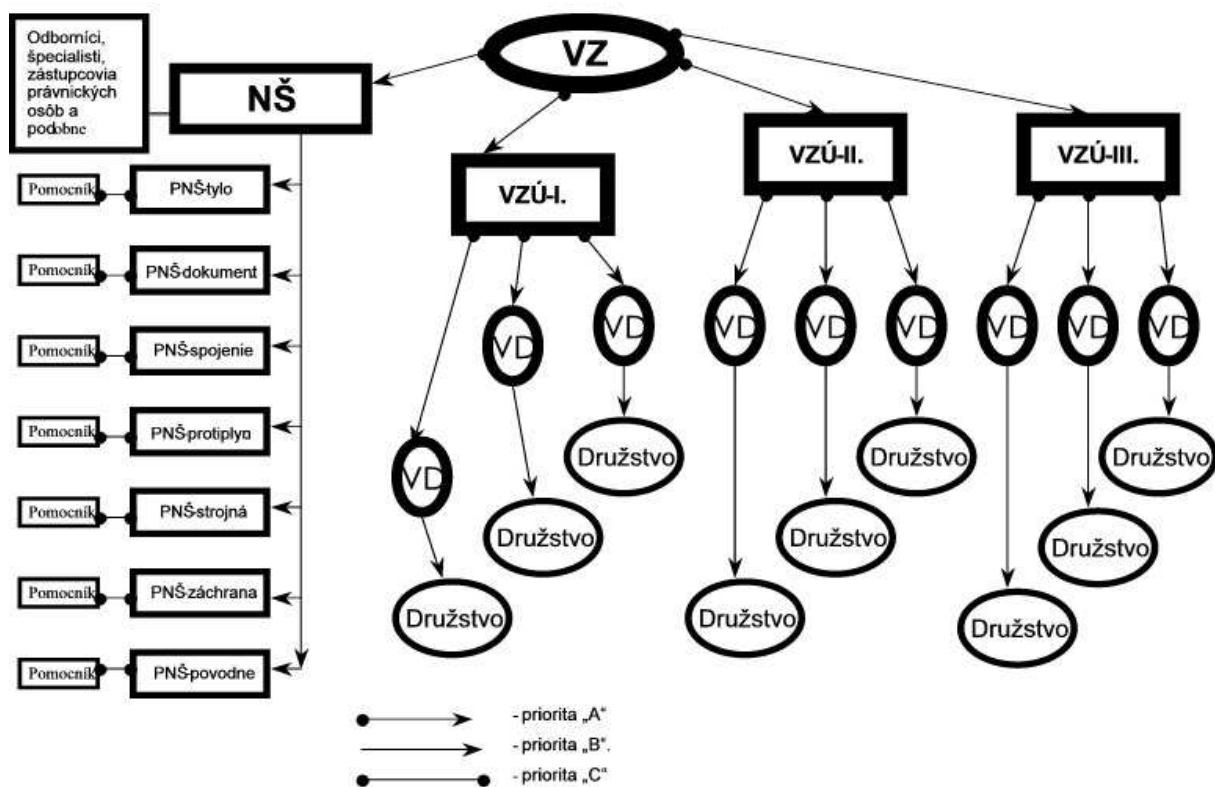 Odborníci,
špecialisti,
zástupcovia
právnických
osôb a
podobne
NŠ
VZ
VZÚ-I.
VZÚ-II.
VZÚ-III.
Pomocník
PNŠ-tylo
Pomocník
PNŠ-dokument
Pomocník
PNŠ-spojenie
Pomocník
PNŠ-protiplyn
Pomocník
PNŠ-strojná
Pomocník
PNŠ-záchrana
Pomocník
PNŠ-povodne
VD
VD
VD
Družstvo
Družstvo
Družstvo
VD
VD
VD
Družstvo
Družstvo
Družstvo
VD
VD
VD
Družstvo
Družstvo
Družstvo
- priorita „A“
- priorita „B“.
- priorita „C“